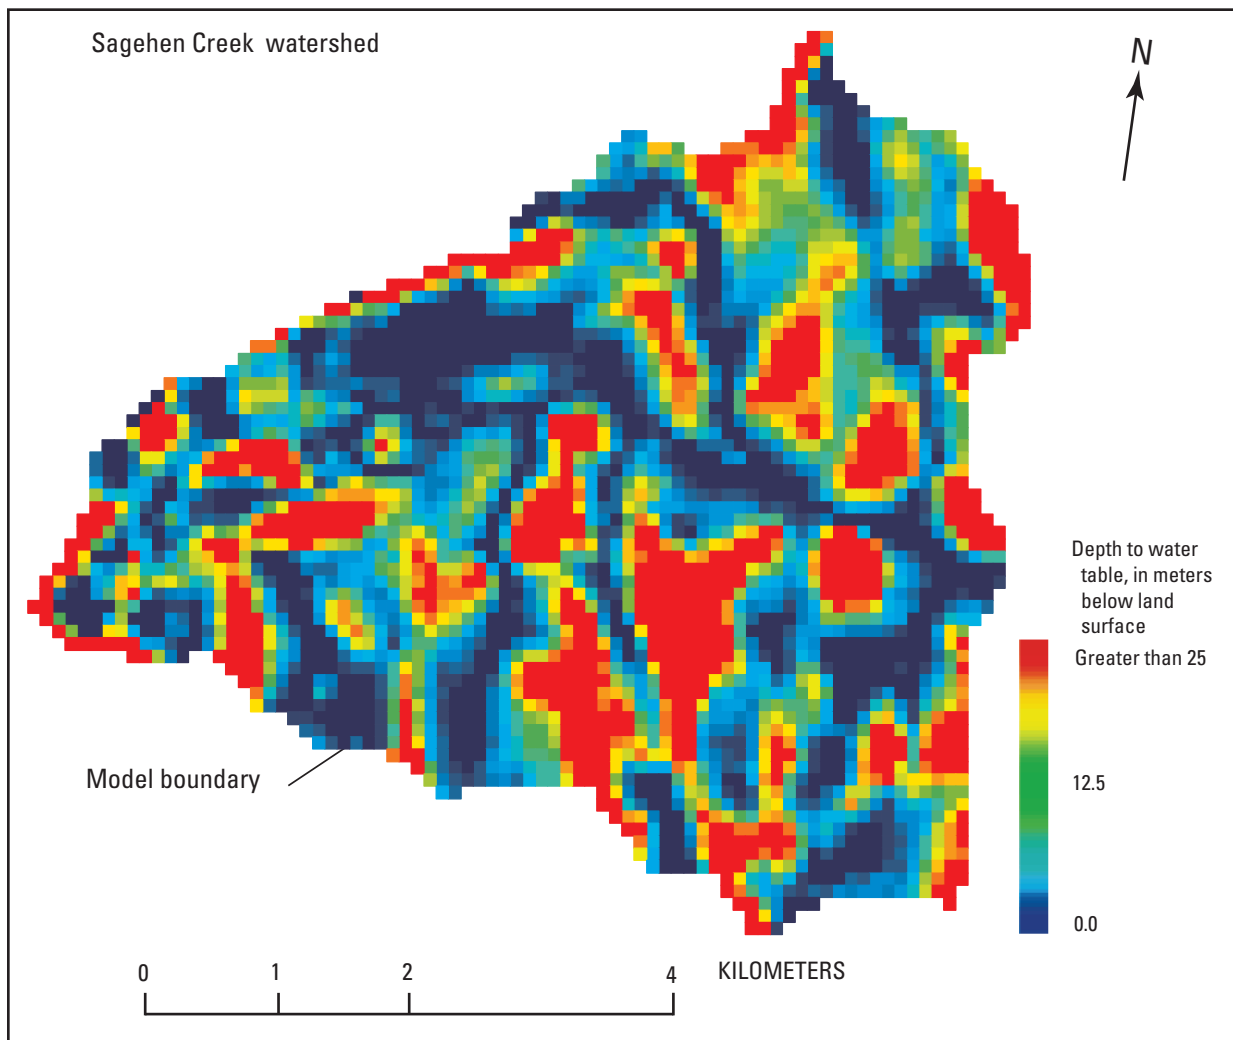 Sagehen Creek  watershed
N
Depth to water
table, in meters
below land
surface
Greater than 25
12.5
0.0
Model boundary
0 1 2 4 KILOMETERS